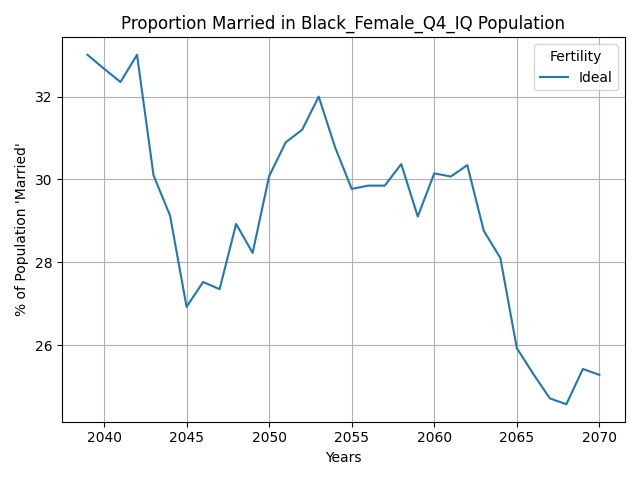 Proportion Married in Black_Female_Q4_IQ Population
Fertility
Ideal
% of Population 'Married'
32
30
28
26
2040 2045 2050 2055 2060 2065 2070
Years